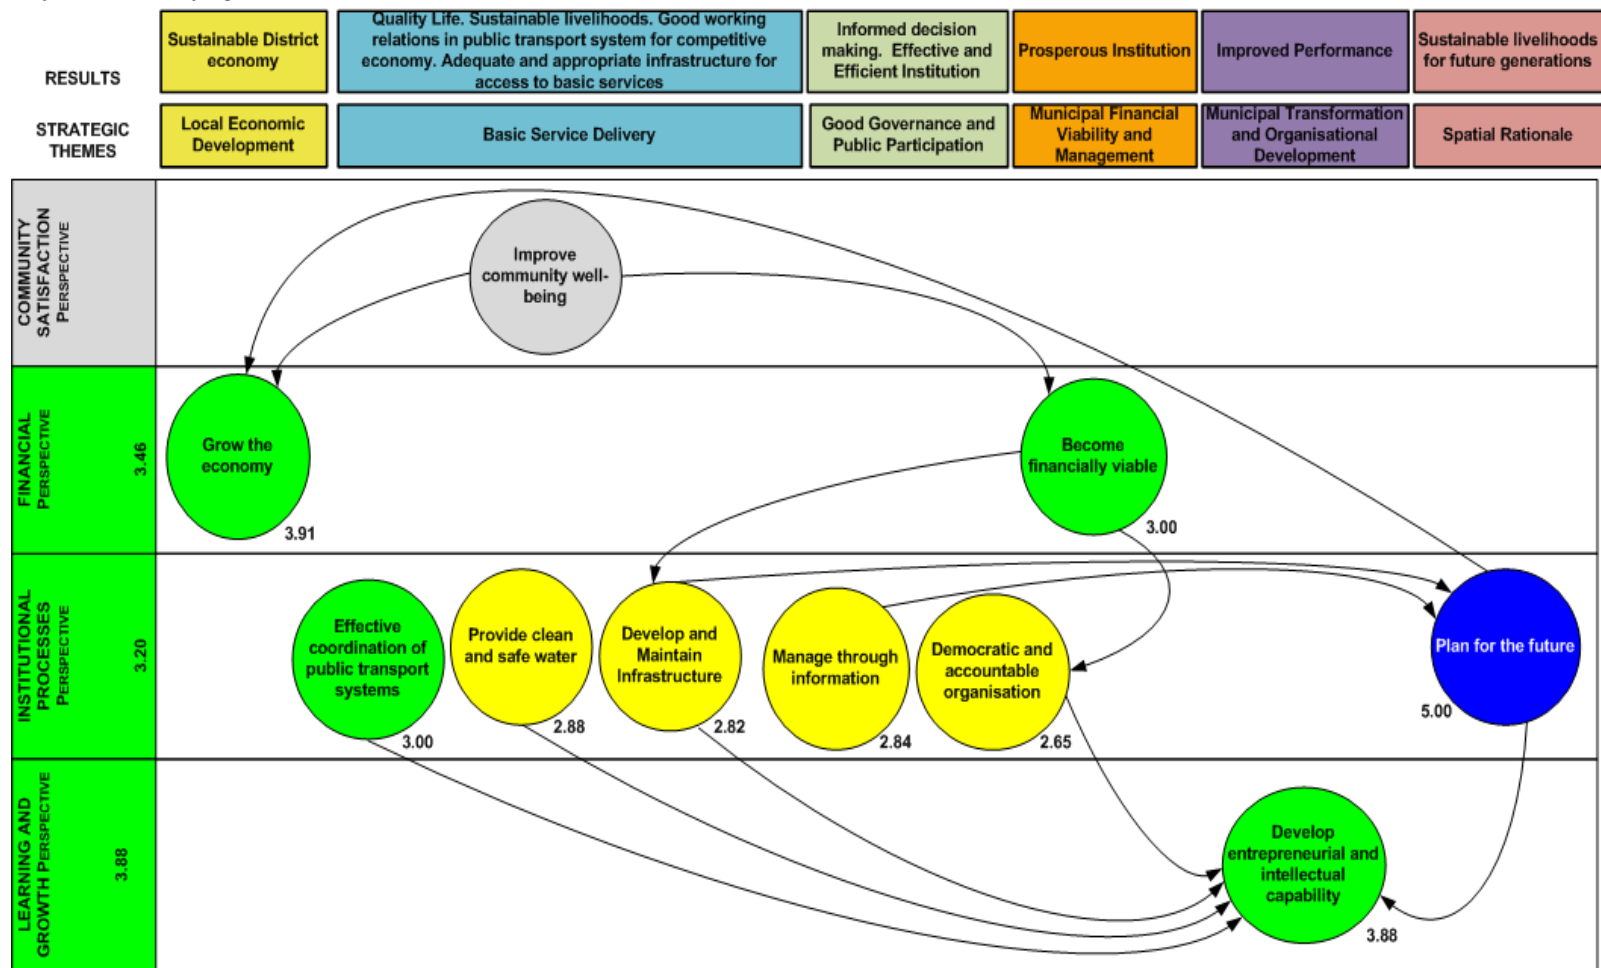 RESULTS
Sustainable District
economy
Quality Life. Sustainable livelihoods. Good working
relations in public transport system for competitive
economy. Adequate and appropriate infrastructure for
access to basic services
Informed decision
making.  Effective and
Efficient Institution
Prosperous Institution
Improved Performance
Sustainable livelihoods
for future generations
STRATEGIC
THEMES
Local Economic
Development
Basic Service Delivery
Good Governance and
Public Participation
Municipal Financial
Viability and
Management
Municipal Transformation
and Organisational
Development
Spatial Rationale
COMMUNITY
SATISFACTION
PERSPECTIVE
Improve
community well-
being
FINANCIAL
PERSPECTIVE
3.46
Grow the
economy
3.91
Become
financially viable
3.00
INSTITUTIONAL
PROCESSES
PERSPECTIVE
3.20
Effective
coordination of
public transport
systems
3.00
Provide clean
and safe water
2.88
Develop and
Maintain
Infrastructure
2.82
Manage through
information
2.84
Democratic and
accountable
organisation
2.65
Plan for the future
5.00
LEARNING AND
GROWTH PERSPECTIVE
3.88
Develop
entrepreneurial and
intellectual
capability
3.88